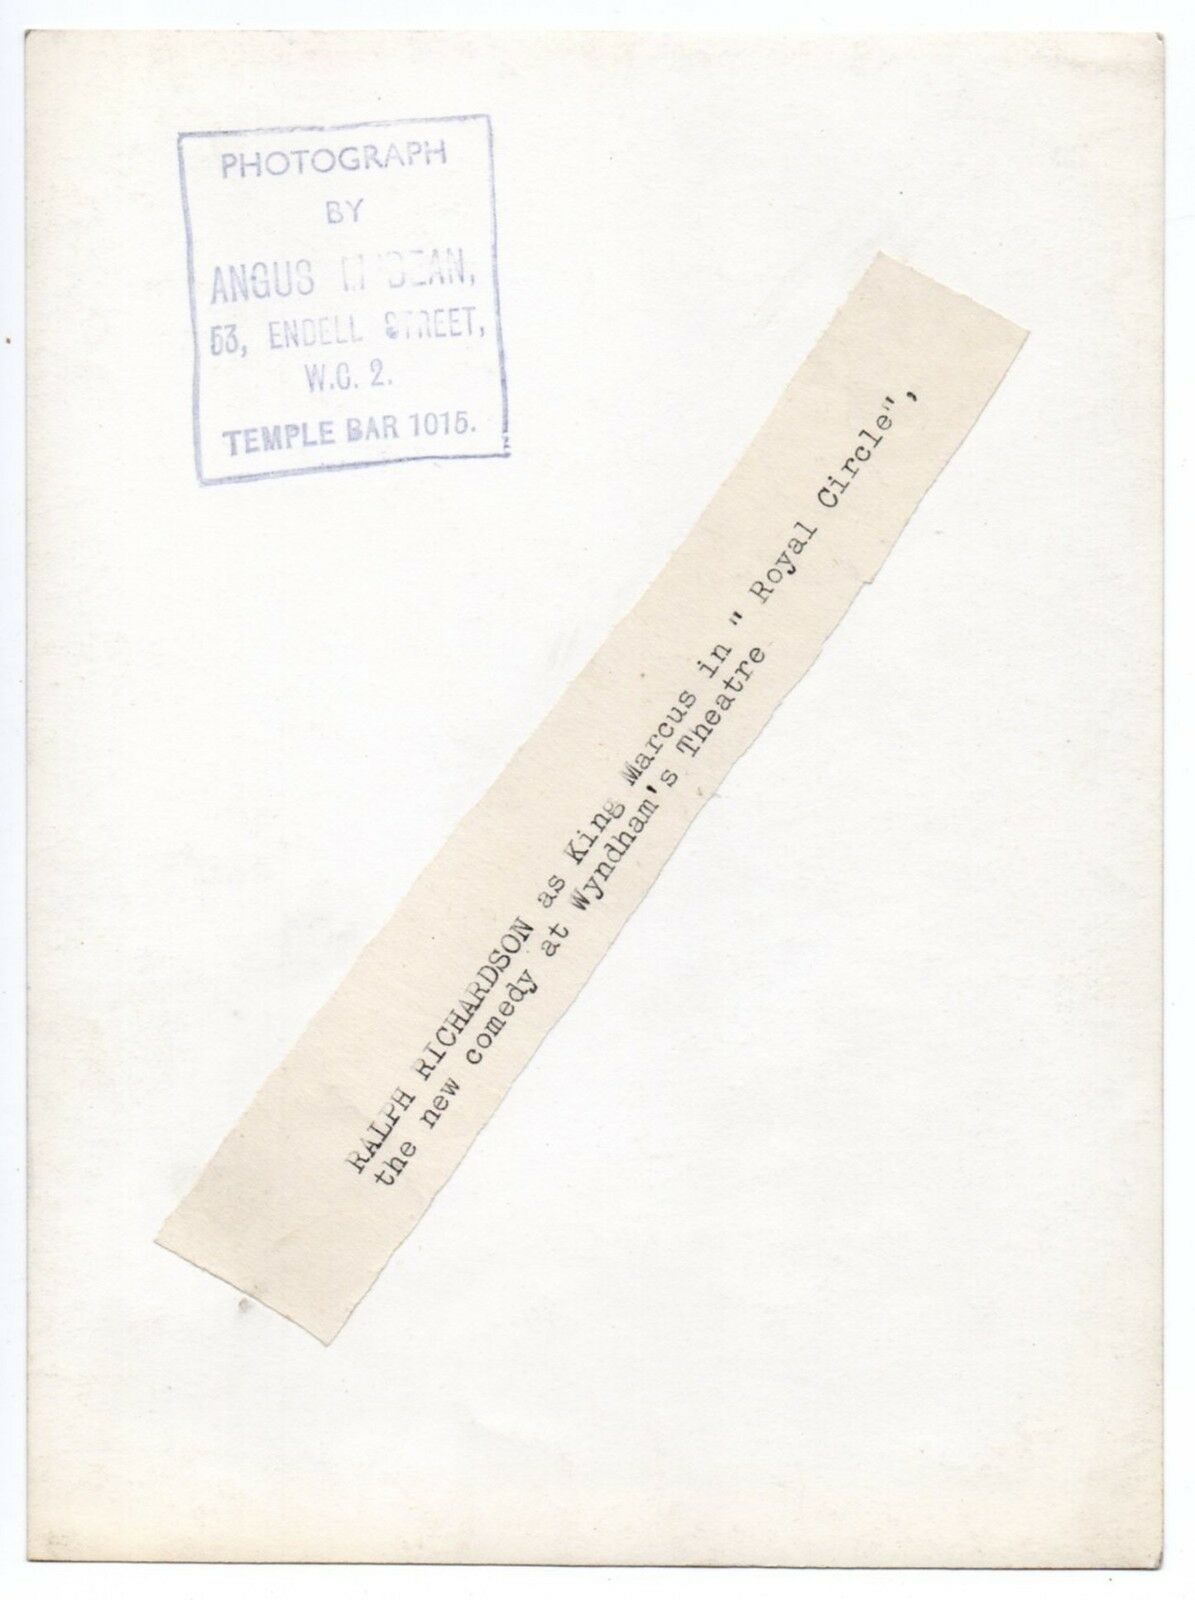 PHOTOGRAPH
BY
ANGUS
53, ENDELL STREET,
W.C. 2.
TEMPLE BAR 1015.
RALPH RICHARDSON as King Marcus in " Royal Circle",
the new comedy at Wyndham's Theatre